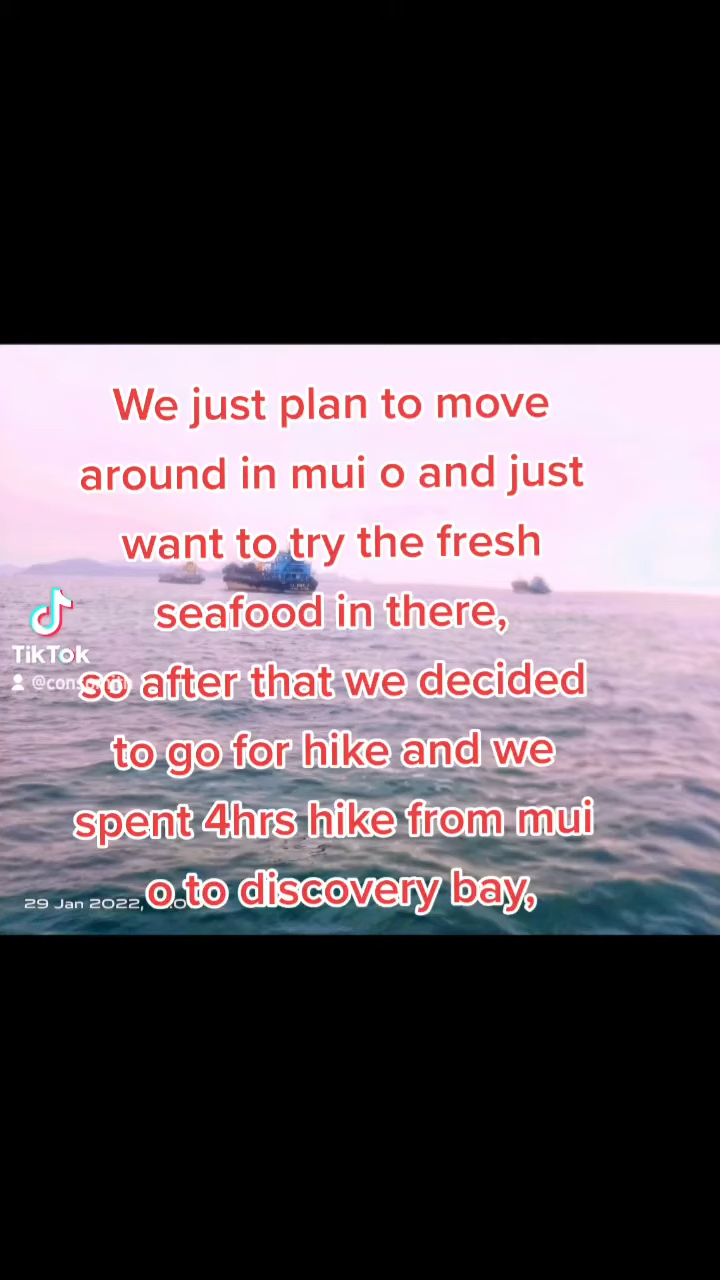 We just plan to move
around in mui o and just
want to try the fresh
seafood in there,
TikTok
so after that we decided
to go for hike and we
spent 4hrs hike from mui
o to discovery bay,
29 Jan 2022,